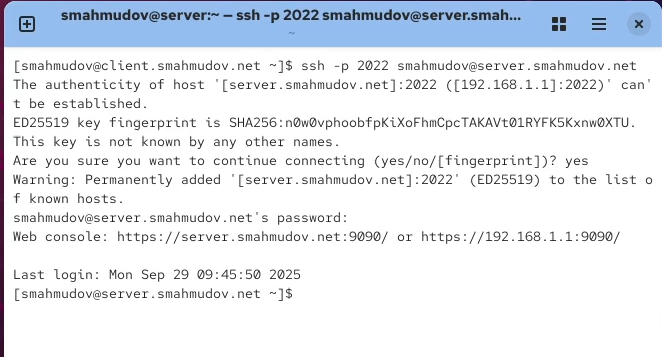 smahmudov@server:~ — ssh -p 2022 smahmudov@server.smah...
~
[smahmudov@client.smahmudov.net ~]$ ssh -p 2022 smahmudov@server.smahmudov.net
The authenticity of host '[server.smahmudov.net]:2022 ([192.168.1.1]:2022)' can'
t be established.
ED25519 key fingerprint is SHA256:n0w0vphoobfpKiXoFhmCpcTAKAVt01RYFK5Kxnw0XTU.
This key is not known by any other names.
Are you sure you want to continue connecting (yes/no/[fingerprint])? yes
Warning: Permanently added '[server.smahmudov.net]:2022' (ED25519) to the list o
f known hosts.
smahmudov@server.smahmudov.net's password:
Web console: https://server.smahmudov.net:9090/ or https://192.168.1.1:9090/
Last login: Mon Sep 29 09:45:50 2025
[smahmudov@server.smahmudov.net ~]$